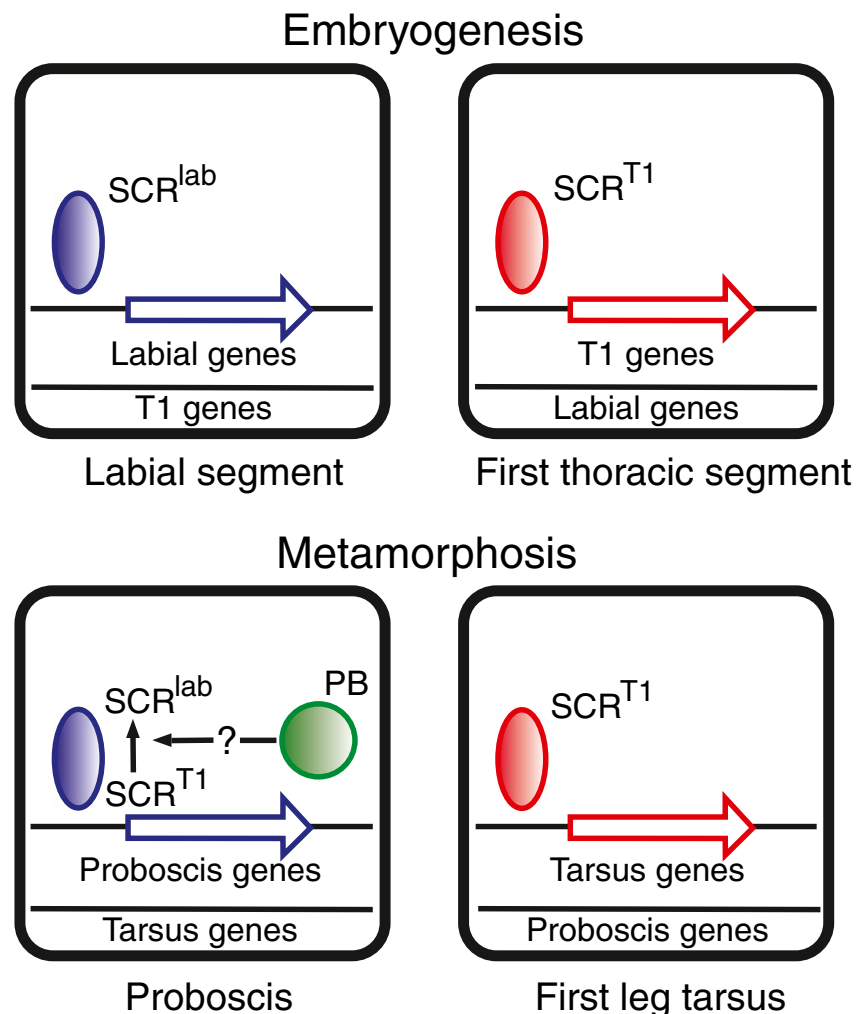 Embryogenesis
SCR^lab
Labial genes
T1 genes
Labial segment
SCR^T1
T1 genes
Labial genes
First thoracic segment
Metamorphosis
SCR^lab
PB
?
SCR^T1
Proboscis genes
Tarsus genes
Proboscis
SCR^T1
Tarsus genes
Proboscis genes
First leg tarsus